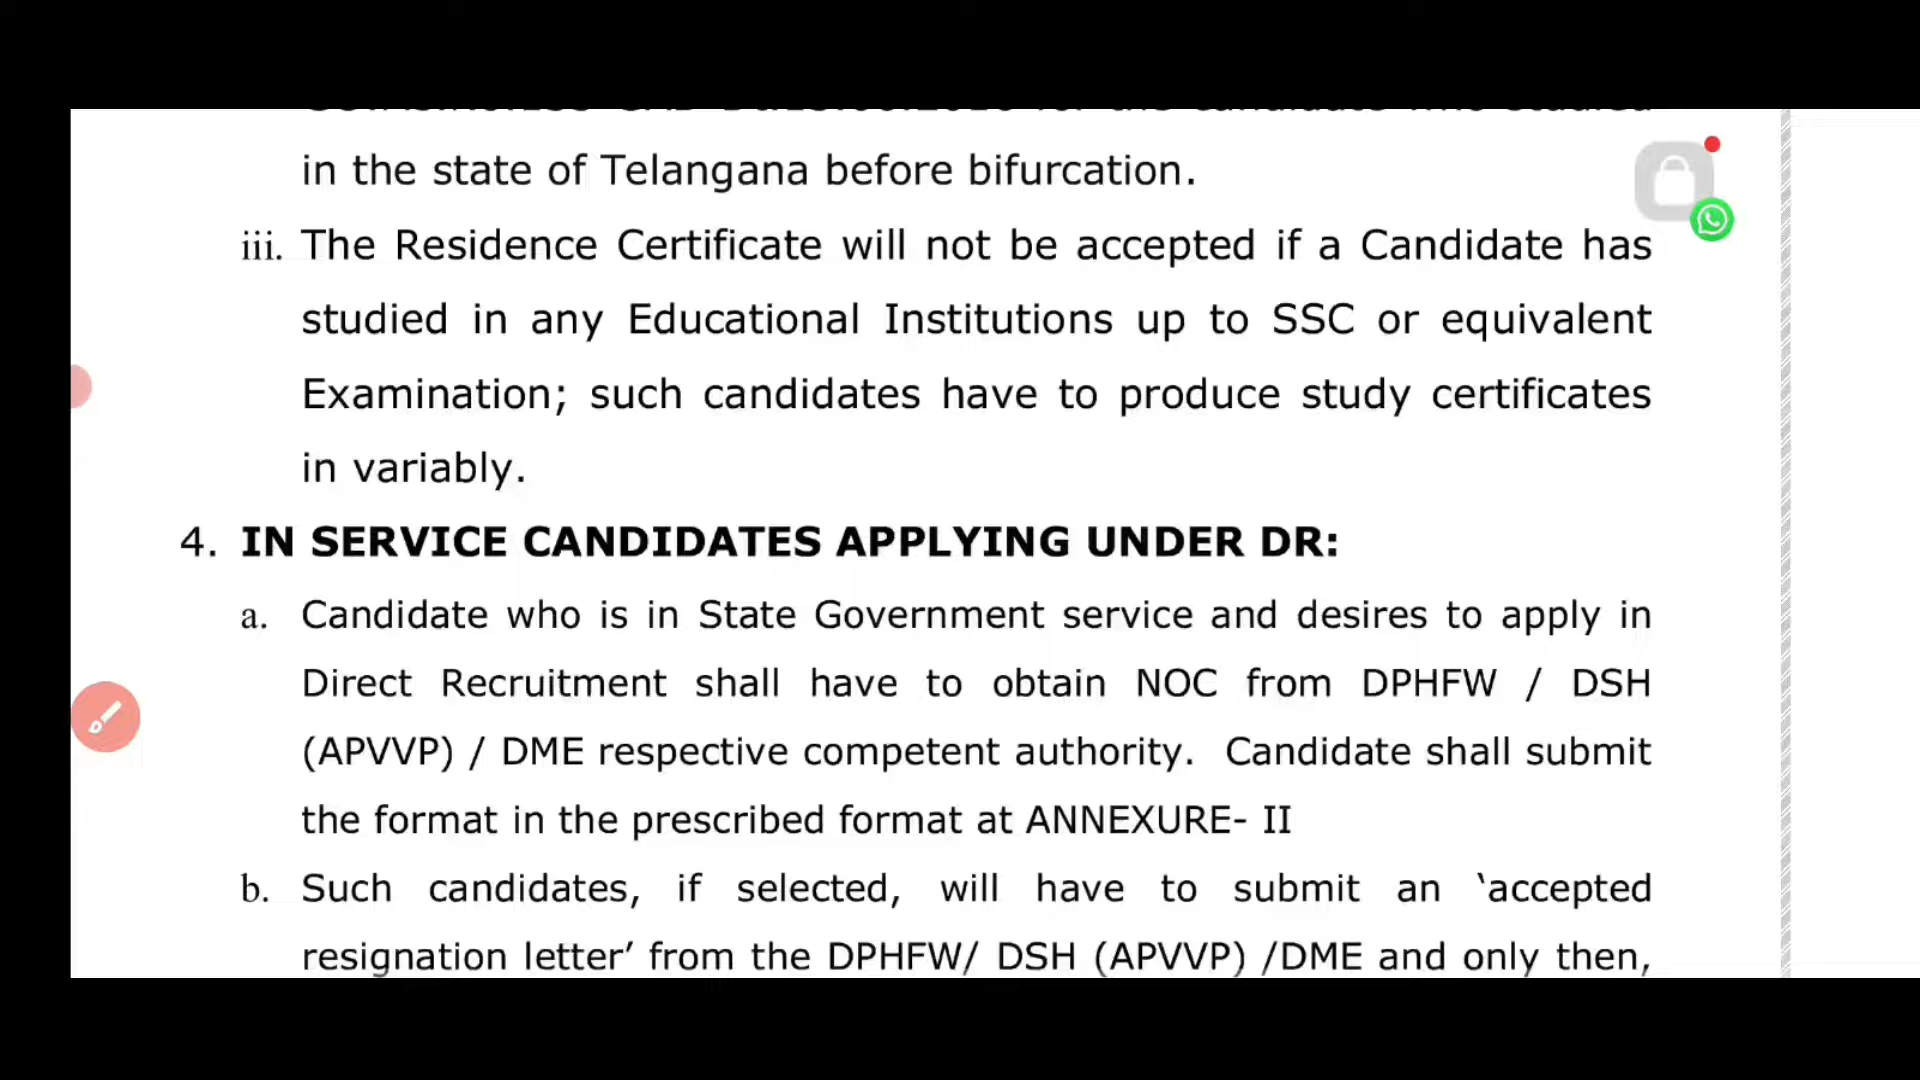 in the state of Telangana before bifurcation.
iii. The Residence Certificate will not be accepted if a Candidate has
studied in any Educational Institutions up to SSC or equivalent
Examination; such candidates have to produce study certificates
in variably.
4. IN SERVICE CANDIDATES APPLYING UNDER DR:
a. Candidate who is in State Government service and desires to apply in
Direct Recruitment shall have to obtain NOC from DPHFW / DSH
(APVVP) / DME respective competent authority. Candidate shall submit
the format in the prescribed format at ANNEXURE- II
b. Such candidates, if selected, will have to submit an ‘accepted
resignation letter’ from the DPHFW/ DSH (APVVP) /DME and only then,